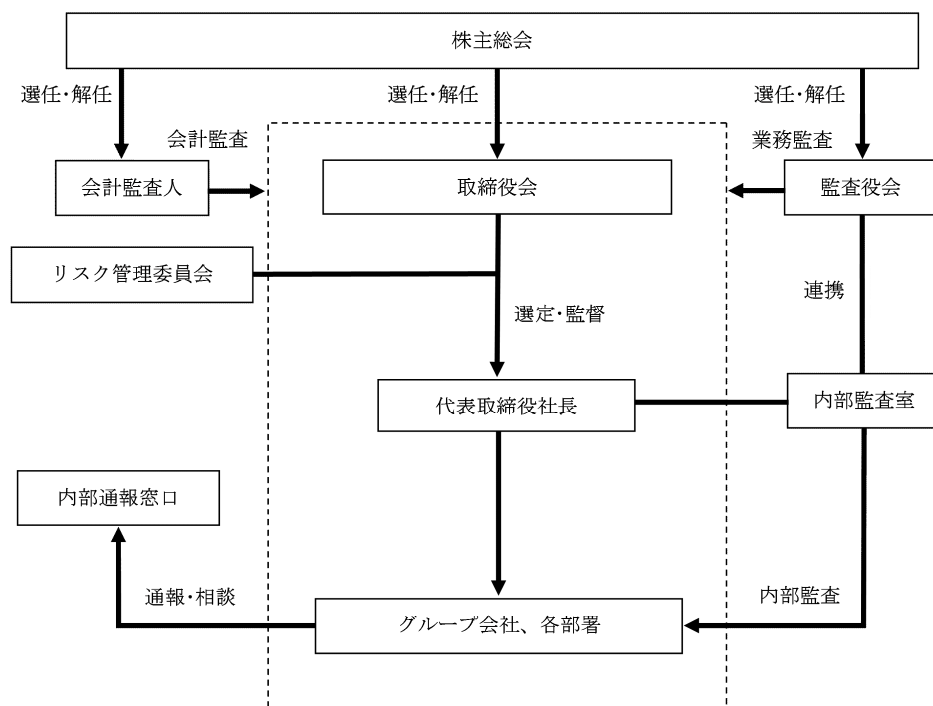 株主総会
選任・解任
選任・解任
選任・解任
会計監査
業務監査
会計監査人
取締役会
監査役会
リスク管理委員会
連携
選定・監督
代表取締役社長
内部監査室
内部通報窓口
通報・相談
内部監査
グループ会社、各部署